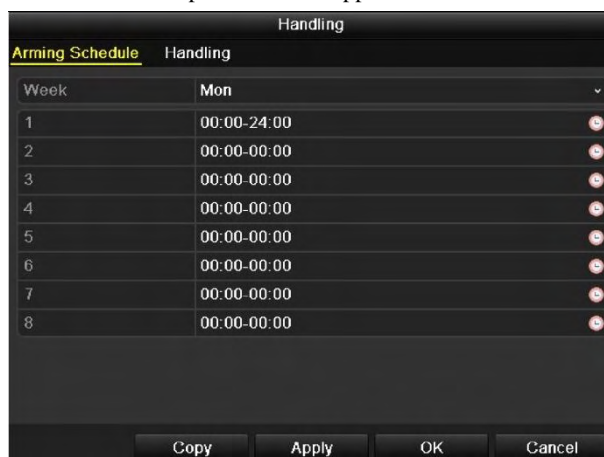 Handling
Arming Schedule Handling
Week Mon
1 00:00-24:00
2 00:00-00:00
3 00:00-00:00
4 00:00-00:00
5 00:00-00:00
6 00:00-00:00
7 00:00-00:00
8 00:00-00:00
Copy Apply OK Cancel